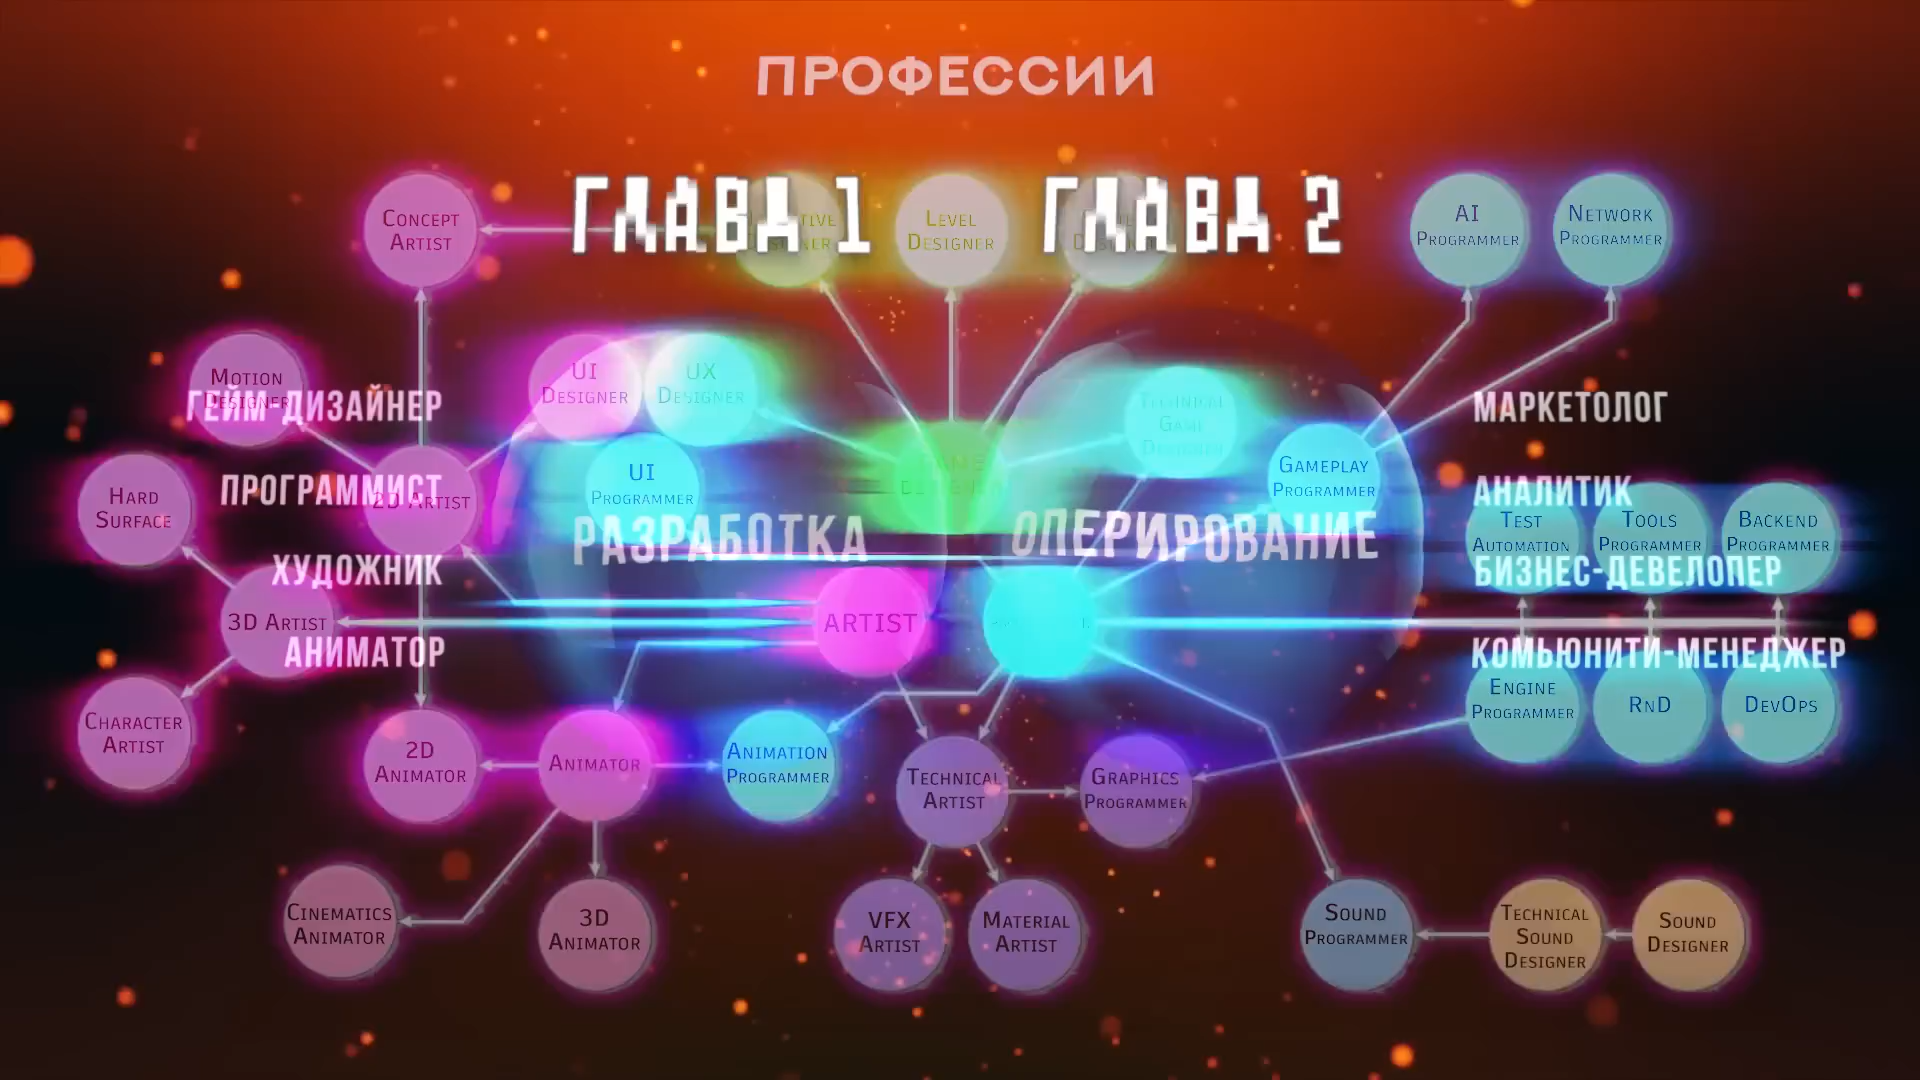 ПРОФЕССИИ
ГЛАВА 1
ГЛАВА 2
CONCEPT
ARTIST
LEVEL
DESIGNER
AI
PROGRAMMER
NETWORK
PROGRAMMER
MOTION
DESIGNER
UI
DESIGNER
UX
DESIGNER
TECHNICAL
GAME
DESIGNER
ГЕЙМ-ДИЗАЙНЕР
ПРОГРАММИСТ
ХУДОЖНИК
АНИМАТОР
МАРКЕТОЛОГ
АНАЛИТИК
БИЗНЕС-ДЕВЕЛОПЕР
КОМЬЮНИТИ-МЕНЕДЖЕР
РАЗРАБОТКА
ОПЕРИРОВАНИЕ
HARD
SURFACE
2D ARTIST
UI
PROGRAMMER
GAMEPLAY
PROGRAMMER
TEST
AUTOMATION
TOOLS
PROGRAMMER
BACKEND
PROGRAMMER
3D ARTIST
ARTIST
CHARACTER
ARTIST
2D
ANIMATOR
ANIMATOR
ANIMATION
PROGRAMMER
TECHNICAL
ARTIST
GRAPHICS
PROGRAMMER
ENGINE
PROGRAMMER
RND
DEVOPS
CINEMATICS
ANIMATOR
3D
ANIMATOR
VFX
ARTIST
MATERIAL
ARTIST
SOUND
PROGRAMMER
TECHNICAL
SOUND
DESIGNER
SOUND
DESIGNER